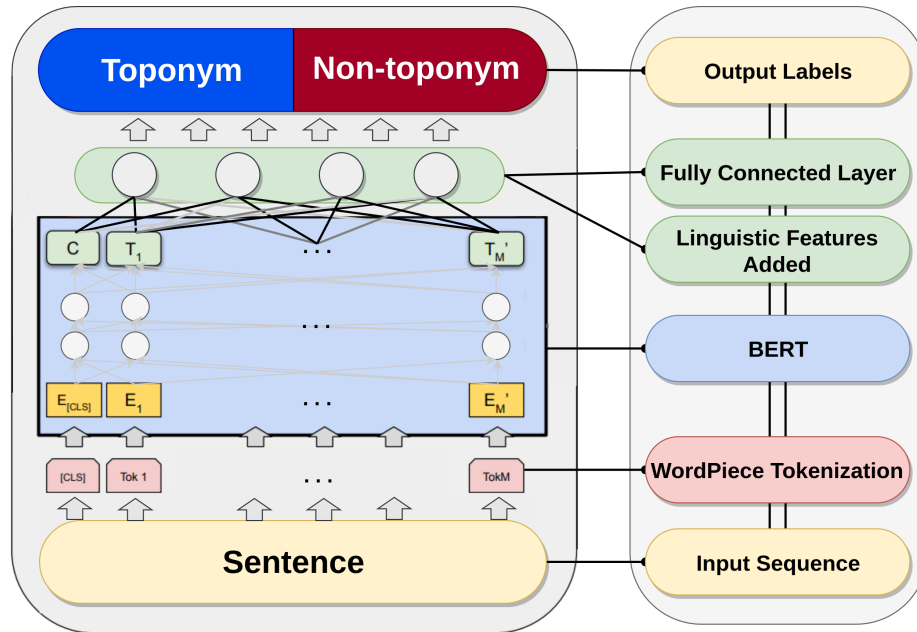 Toponym Non-toponym
Output Labels
Fully Connected Layer
Linguistic Features
Added
C T1 ... TM'
...
BERT
E[CLS] E1 ... EM'
[CLS] Tok 1 ... TokM
WordPiece Tokenization
Sentence
Input Sequence